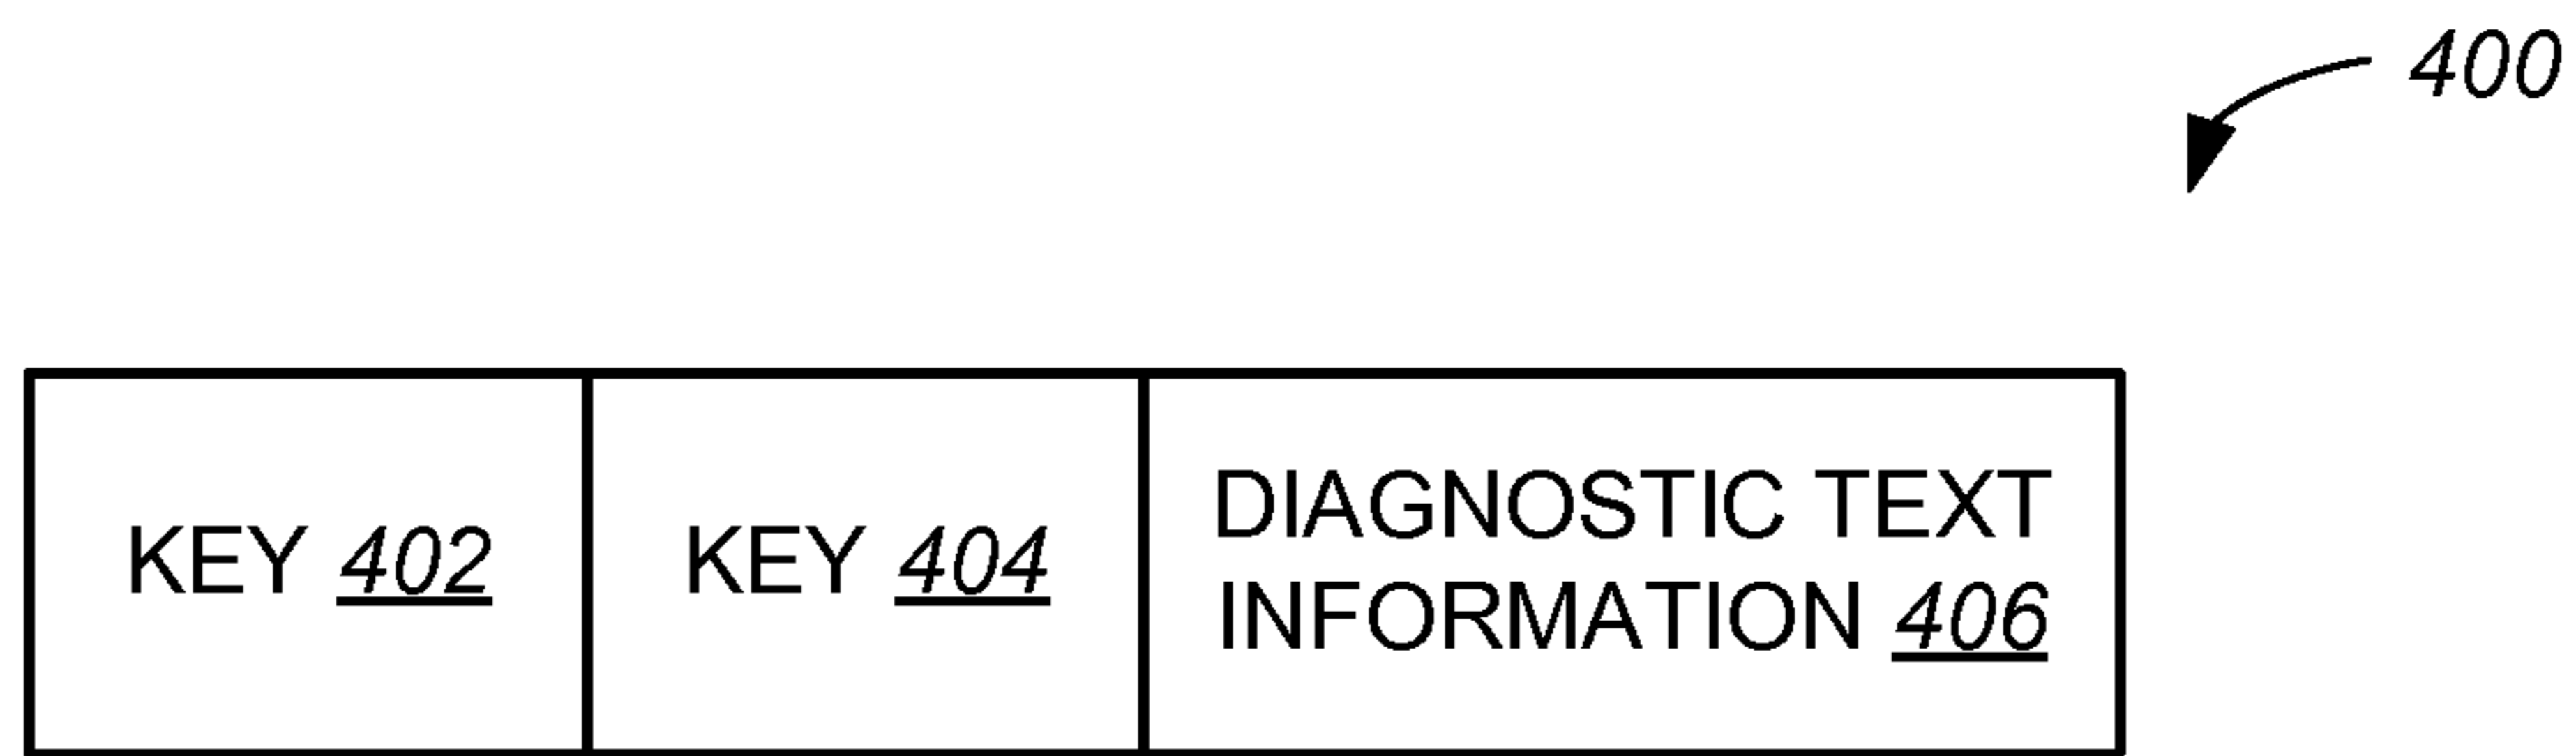 400
KEY 402
KEY 404
DIAGNOSTIC TEXT
INFORMATION 406